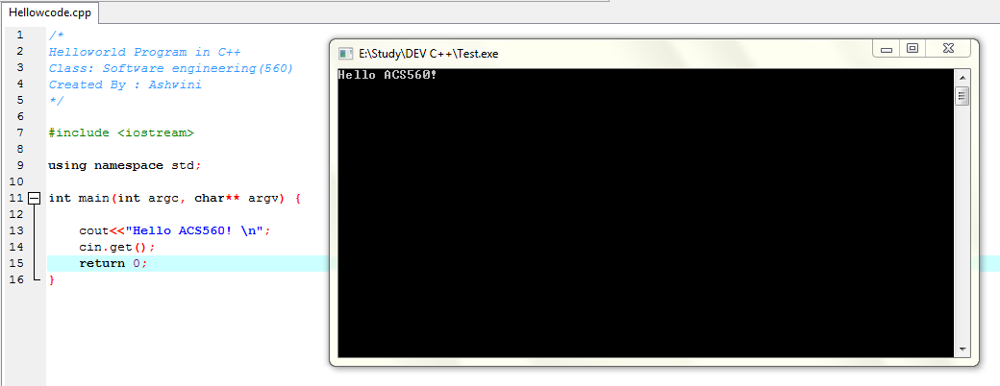 Hellowcode.cpp
1 /*
2 Helloworld Program in C++
3 Class: Software engineering(560)
4 Created By : Ashwini
5 */
6
7 #include <iostream>
8
9 using namespace std;
10
11 int main(int argc, char** argv) {
12
13 cout<<"Hello ACS560! \n";
14 cin.get();
15 return 0;
16 }
E:\Study\DEV C++\Test.exe
Hello ACS560!